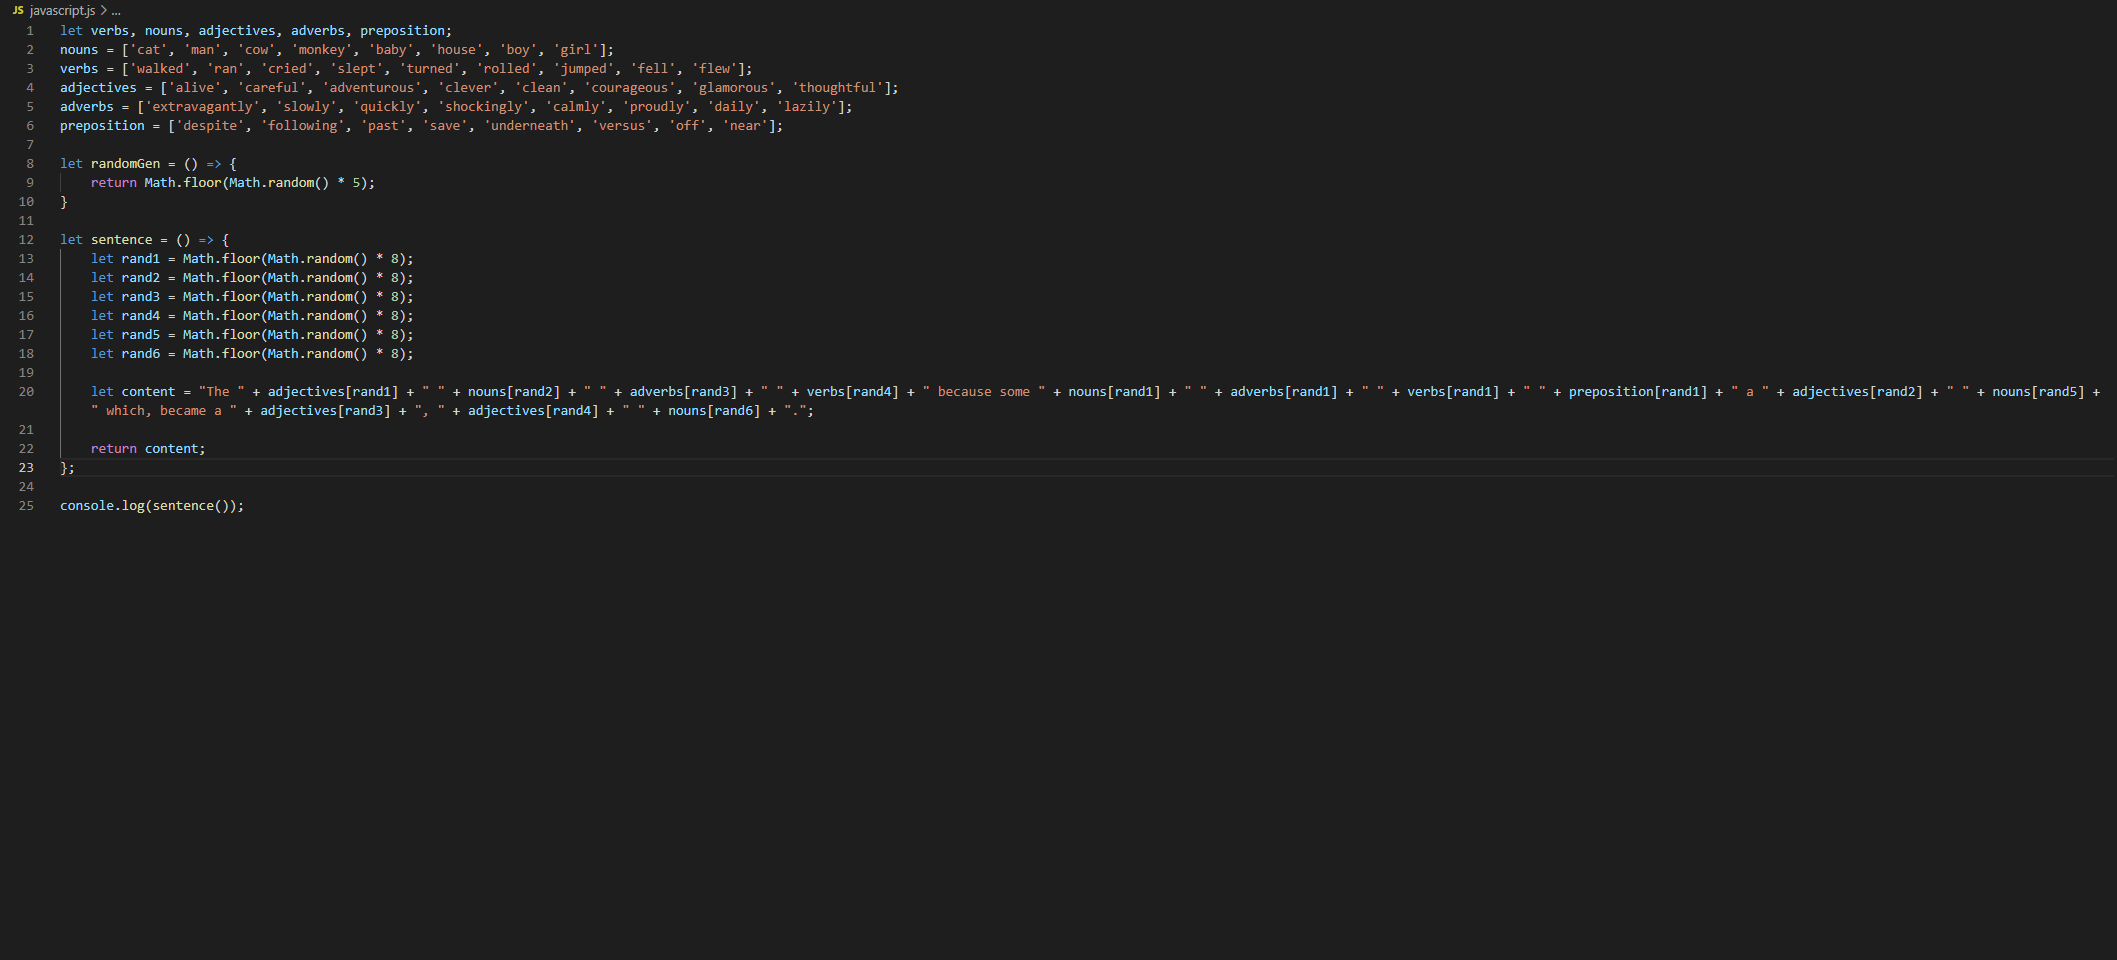 JS javascript.js > ...
1 let verbs, nouns, adjectives, adverbs, preposition;
2 nouns = ['cat', 'man', 'cow', 'monkey', 'baby', 'house', 'boy', 'girl'];
3 verbs = ['walked', 'ran', 'cried', 'slept', 'turned', 'rolled', 'jumped', 'fell', 'flew'];
4 adjectives = ['alive', 'careful', 'adventurous', 'clever', 'clean', 'courageous', 'glamorous', 'thoughtful'];
5 adverbs = ['extravagantly', 'slowly', 'quickly', 'shockingly', 'calmly', 'proudly', 'daily', 'lazily'];
6 preposition = ['despite', 'following', 'past', 'save', 'underneath', 'versus', 'off', 'near'];
7
8 let randomGen = () => {
9     return Math.floor(Math.random() * 5);
10 }
11
12 let sentence = () => {
13     let rand1 = Math.floor(Math.random() * 8);
14     let rand2 = Math.floor(Math.random() * 8);
15     let rand3 = Math.floor(Math.random() * 8);
16     let rand4 = Math.floor(Math.random() * 8);
17     let rand5 = Math.floor(Math.random() * 8);
18     let rand6 = Math.floor(Math.random() * 8);
19
20     let content = "The " + adjectives[rand1] + " " + nouns[rand2] + " " + adverbs[rand3] + " " + verbs[rand4] + " because some " + nouns[rand1] + " " + adverbs[rand1] + " " + verbs[rand1] + " " + preposition[rand1] + " a " + adjectives[rand2] + " " + nouns[rand5] +
    " which, became a " + adjectives[rand3] + ", " + adjectives[rand4] + " " + nouns[rand6] + ".";
21
22     return content;
23 };
24
25 console.log(sentence());